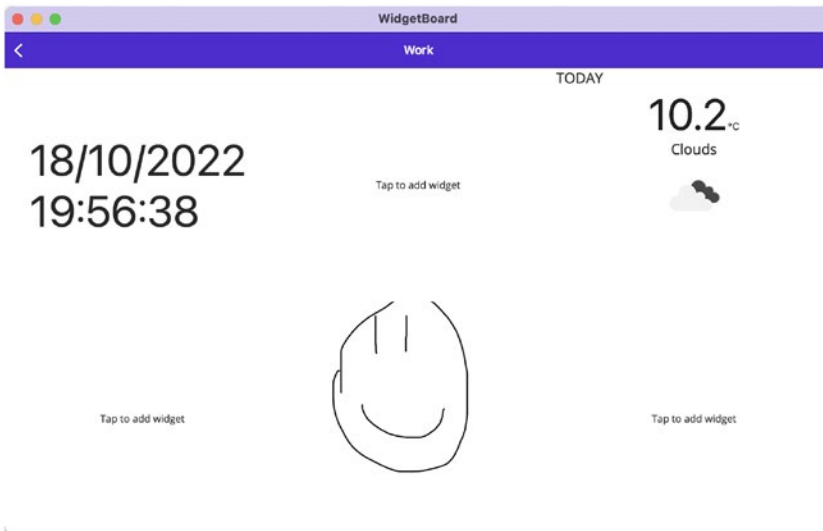 WidgetBoard
Work
18/10/2022
19:56:38
Tap to add widget
TODAY
10.2°C
Clouds
Tap to add widget
Tap to add widget